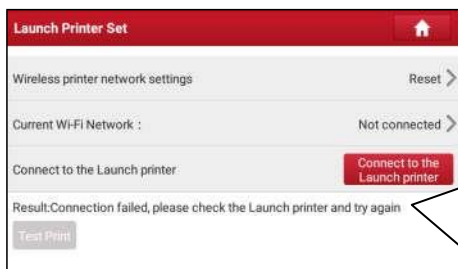 Launch Printer Set
Wireless printer network settings
Reset
Current Wi-Fi Network :
Not connected
Connect to the Launch printer
Connect to the
Launch printer
Result:Connection failed, please check the Launch printer and try again
Test Print